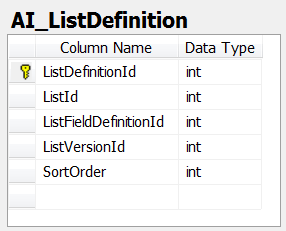 AI_ListDefinition
Column Name Data Type
ListDefinitionId int
ListId int
ListFieldDefinitionId int
ListVersionId int
SortOrder int